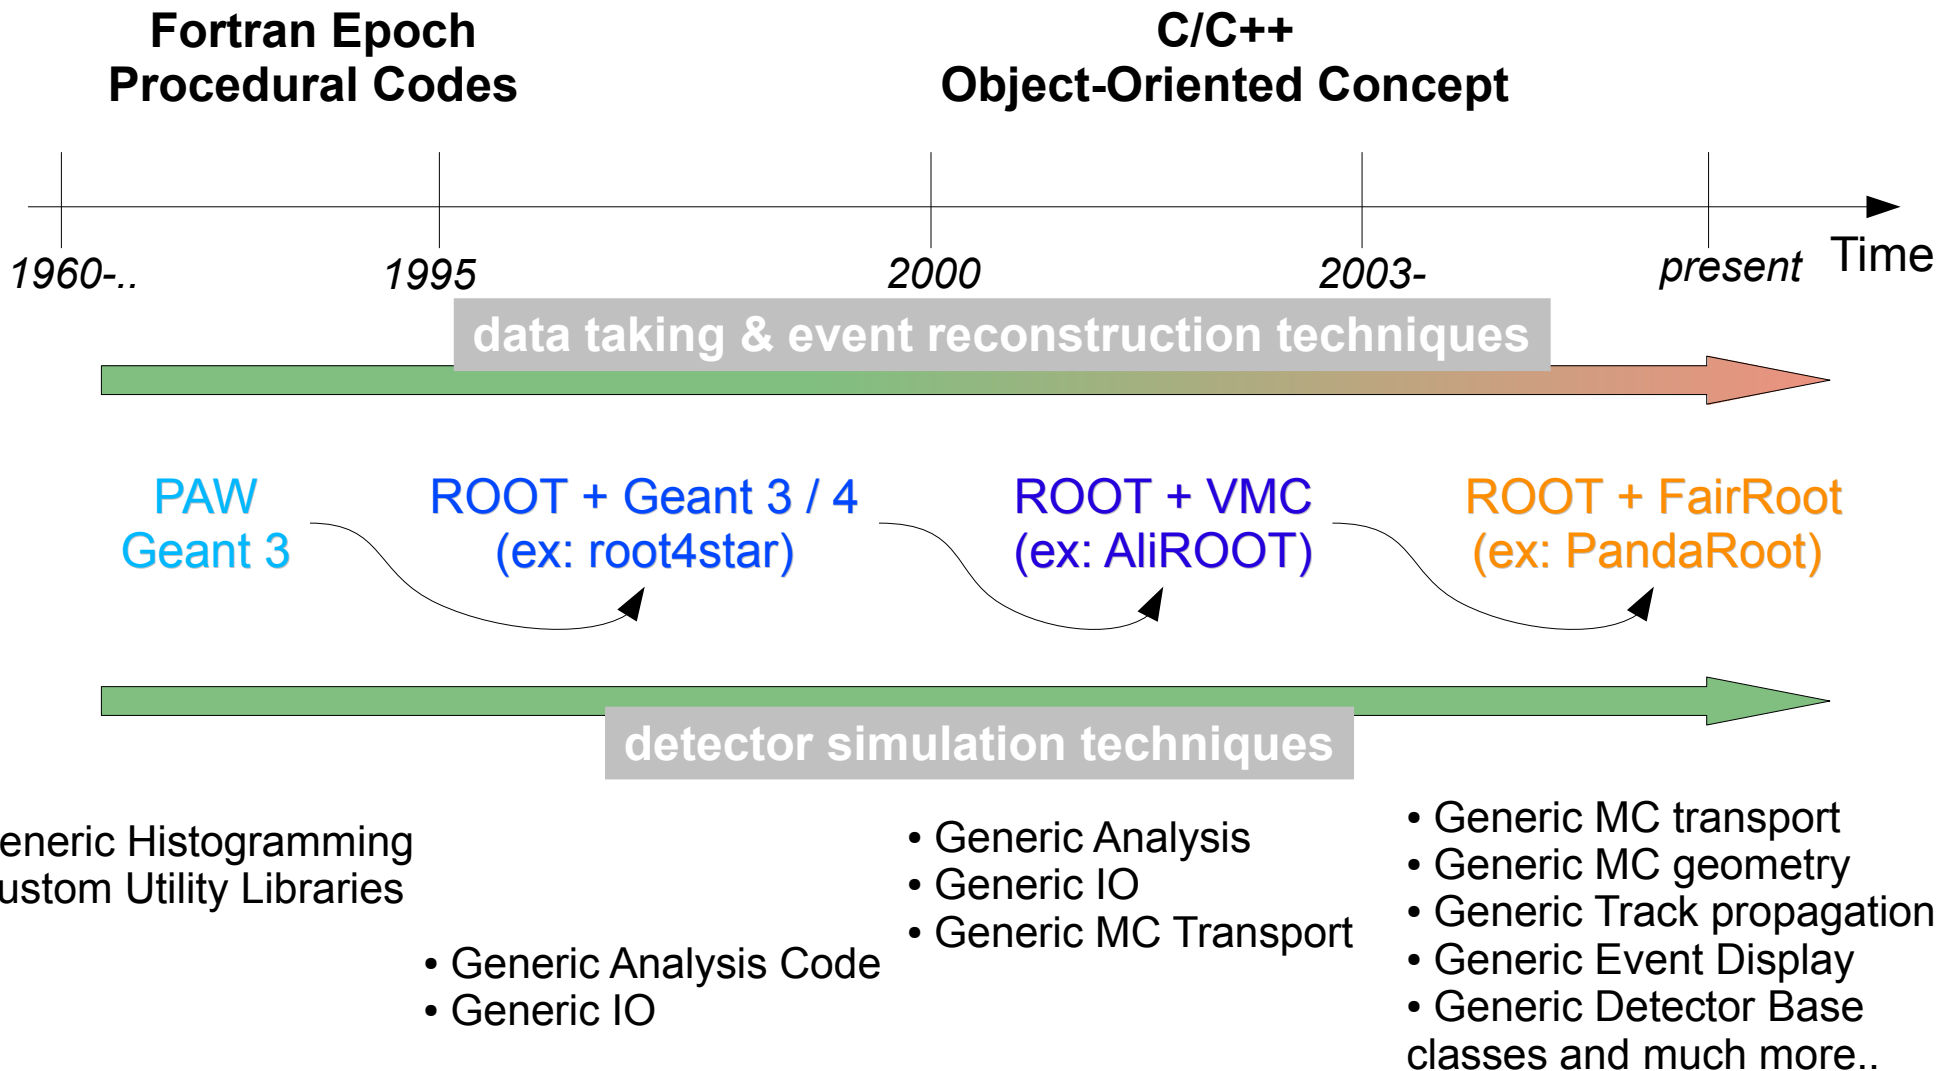 Fortran Epoch
Procedural Codes
C/C++
Object-Oriented Concept
1960-..
1995
2000
2003-
present
Time
data taking & event reconstruction techniques
PAW
Geant 3
ROOT + Geant 3 / 4
(ex: root4star)
ROOT + VMC
(ex: AliROOT)
ROOT + FairRoot
(ex: PandaRoot)
detector simulation techniques
eneric Histogramming
ustom Utility Libraries
• Generic Analysis Code
• Generic IO
• Generic Analysis
• Generic IO
• Generic MC Transport
• Generic MC transport
• Generic MC geometry
• Generic Track propagation
• Generic Event Display
• Generic Detector Base
classes and much more..